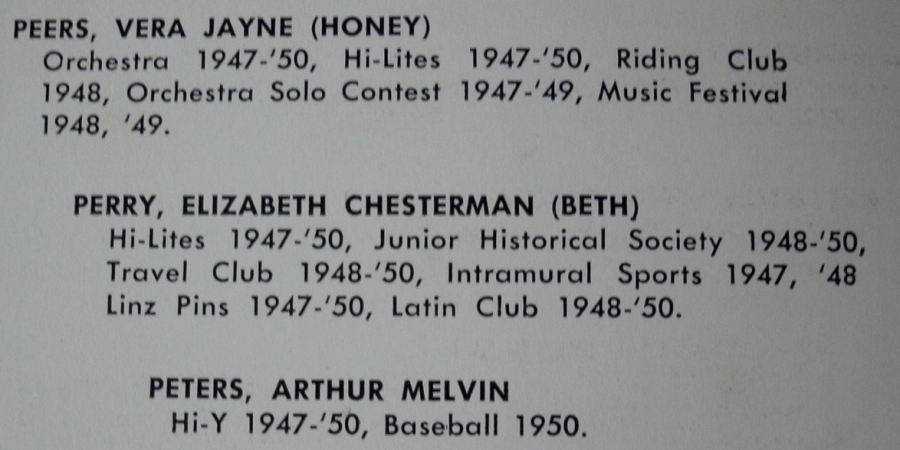 PEERS, VERA JAYNE (HONEY)
Orchestra 1947-'50, Hi-Lites 1947-'50, Riding Club
1948, Orchestra Solo Contest 1947-'49, Music Festival
1948, '49.
PERRY, ELIZABETH CHESTERMAN (BETH)
Hi-Lites 1947-'50, Junior Historical Society 1948-'50,
Travel Club 1948-'50, Intramural Sports 1947, '48
Linz Pins 1947-'50, Latin Club 1948-'50.
PETERS, ARTHUR MELVIN
Hi-Y 1947-'50, Baseball 1950.